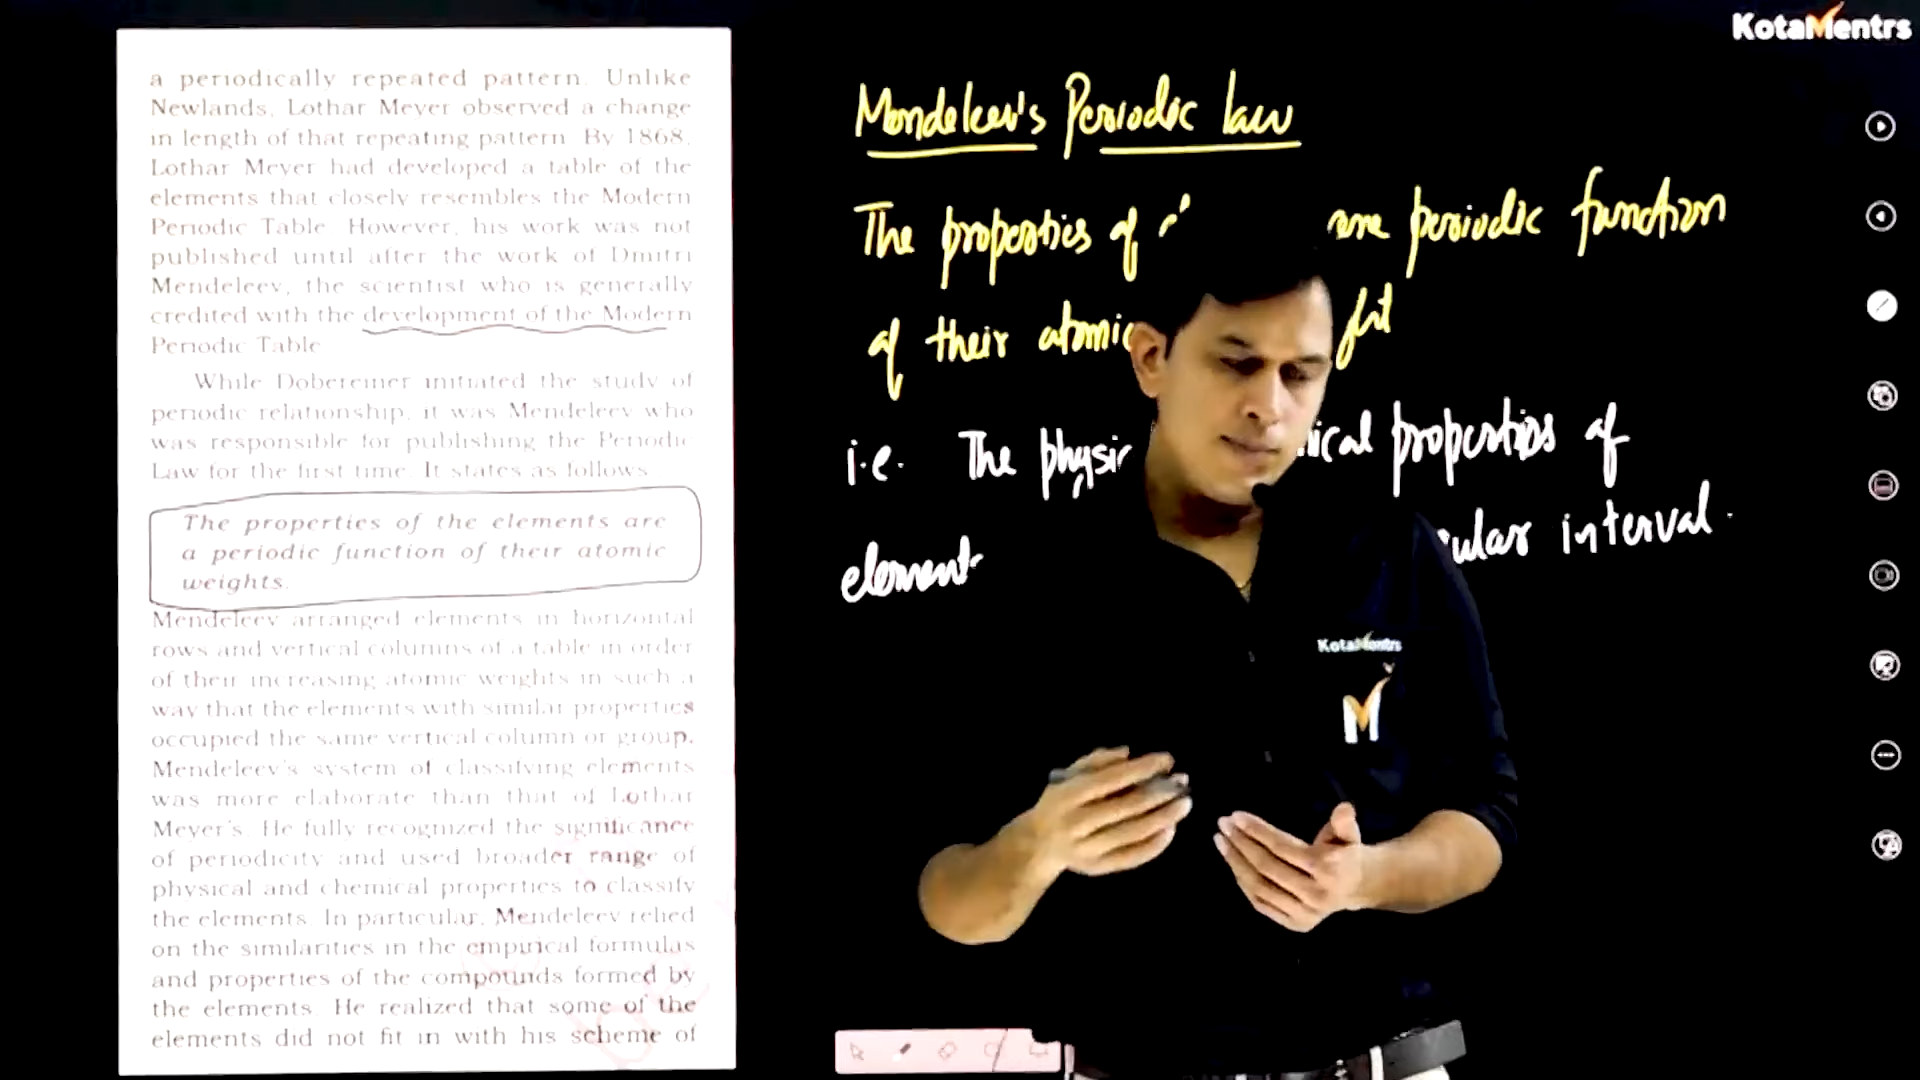 KotaMentrs
a periodically repeated pattern. Unlike
Newlands, Lothar Meyer observed a change
in length of that repeating pattern. By 1868,
Lothar Meyer had developed a table of the
elements that closely resembles the Modern
Periodic Table. However, his work was not
published until after the work of Dmitri
Mendeleev, the scientist who is generally
credited with the development of the Modern
Periodic Table.
While Dobereiner initiated the study of
periodic relationship, it was Mendeleev who
was responsible for publishing the Periodic
Law for the first time. It states as follows
The properties of the elements are
a periodic function of their atomic
weights.
Mendeleev arranged elements in horizontal
rows and vertical columns of a table in order
of their increasing atomic weights in such a
way that the elements with similar properties
occupied the same vertical column or group.
Mendeleev's system of classifying elements
was more elaborate than that of Lothar
Meyer's. He fully recognized the significance
of periodicity and used broader range of
physical and chemical properties to classify
the elements. In particular, Mendeleev relied
on the similarities in the empirical formulas
and properties of the compounds formed by
the elements. He realized that some of the
elements did not fit in with his scheme of
Mendeleev's Periodic law
The properties of are periodic function
of their
i.e. The properties of
element interval.
KotaMentrs
M